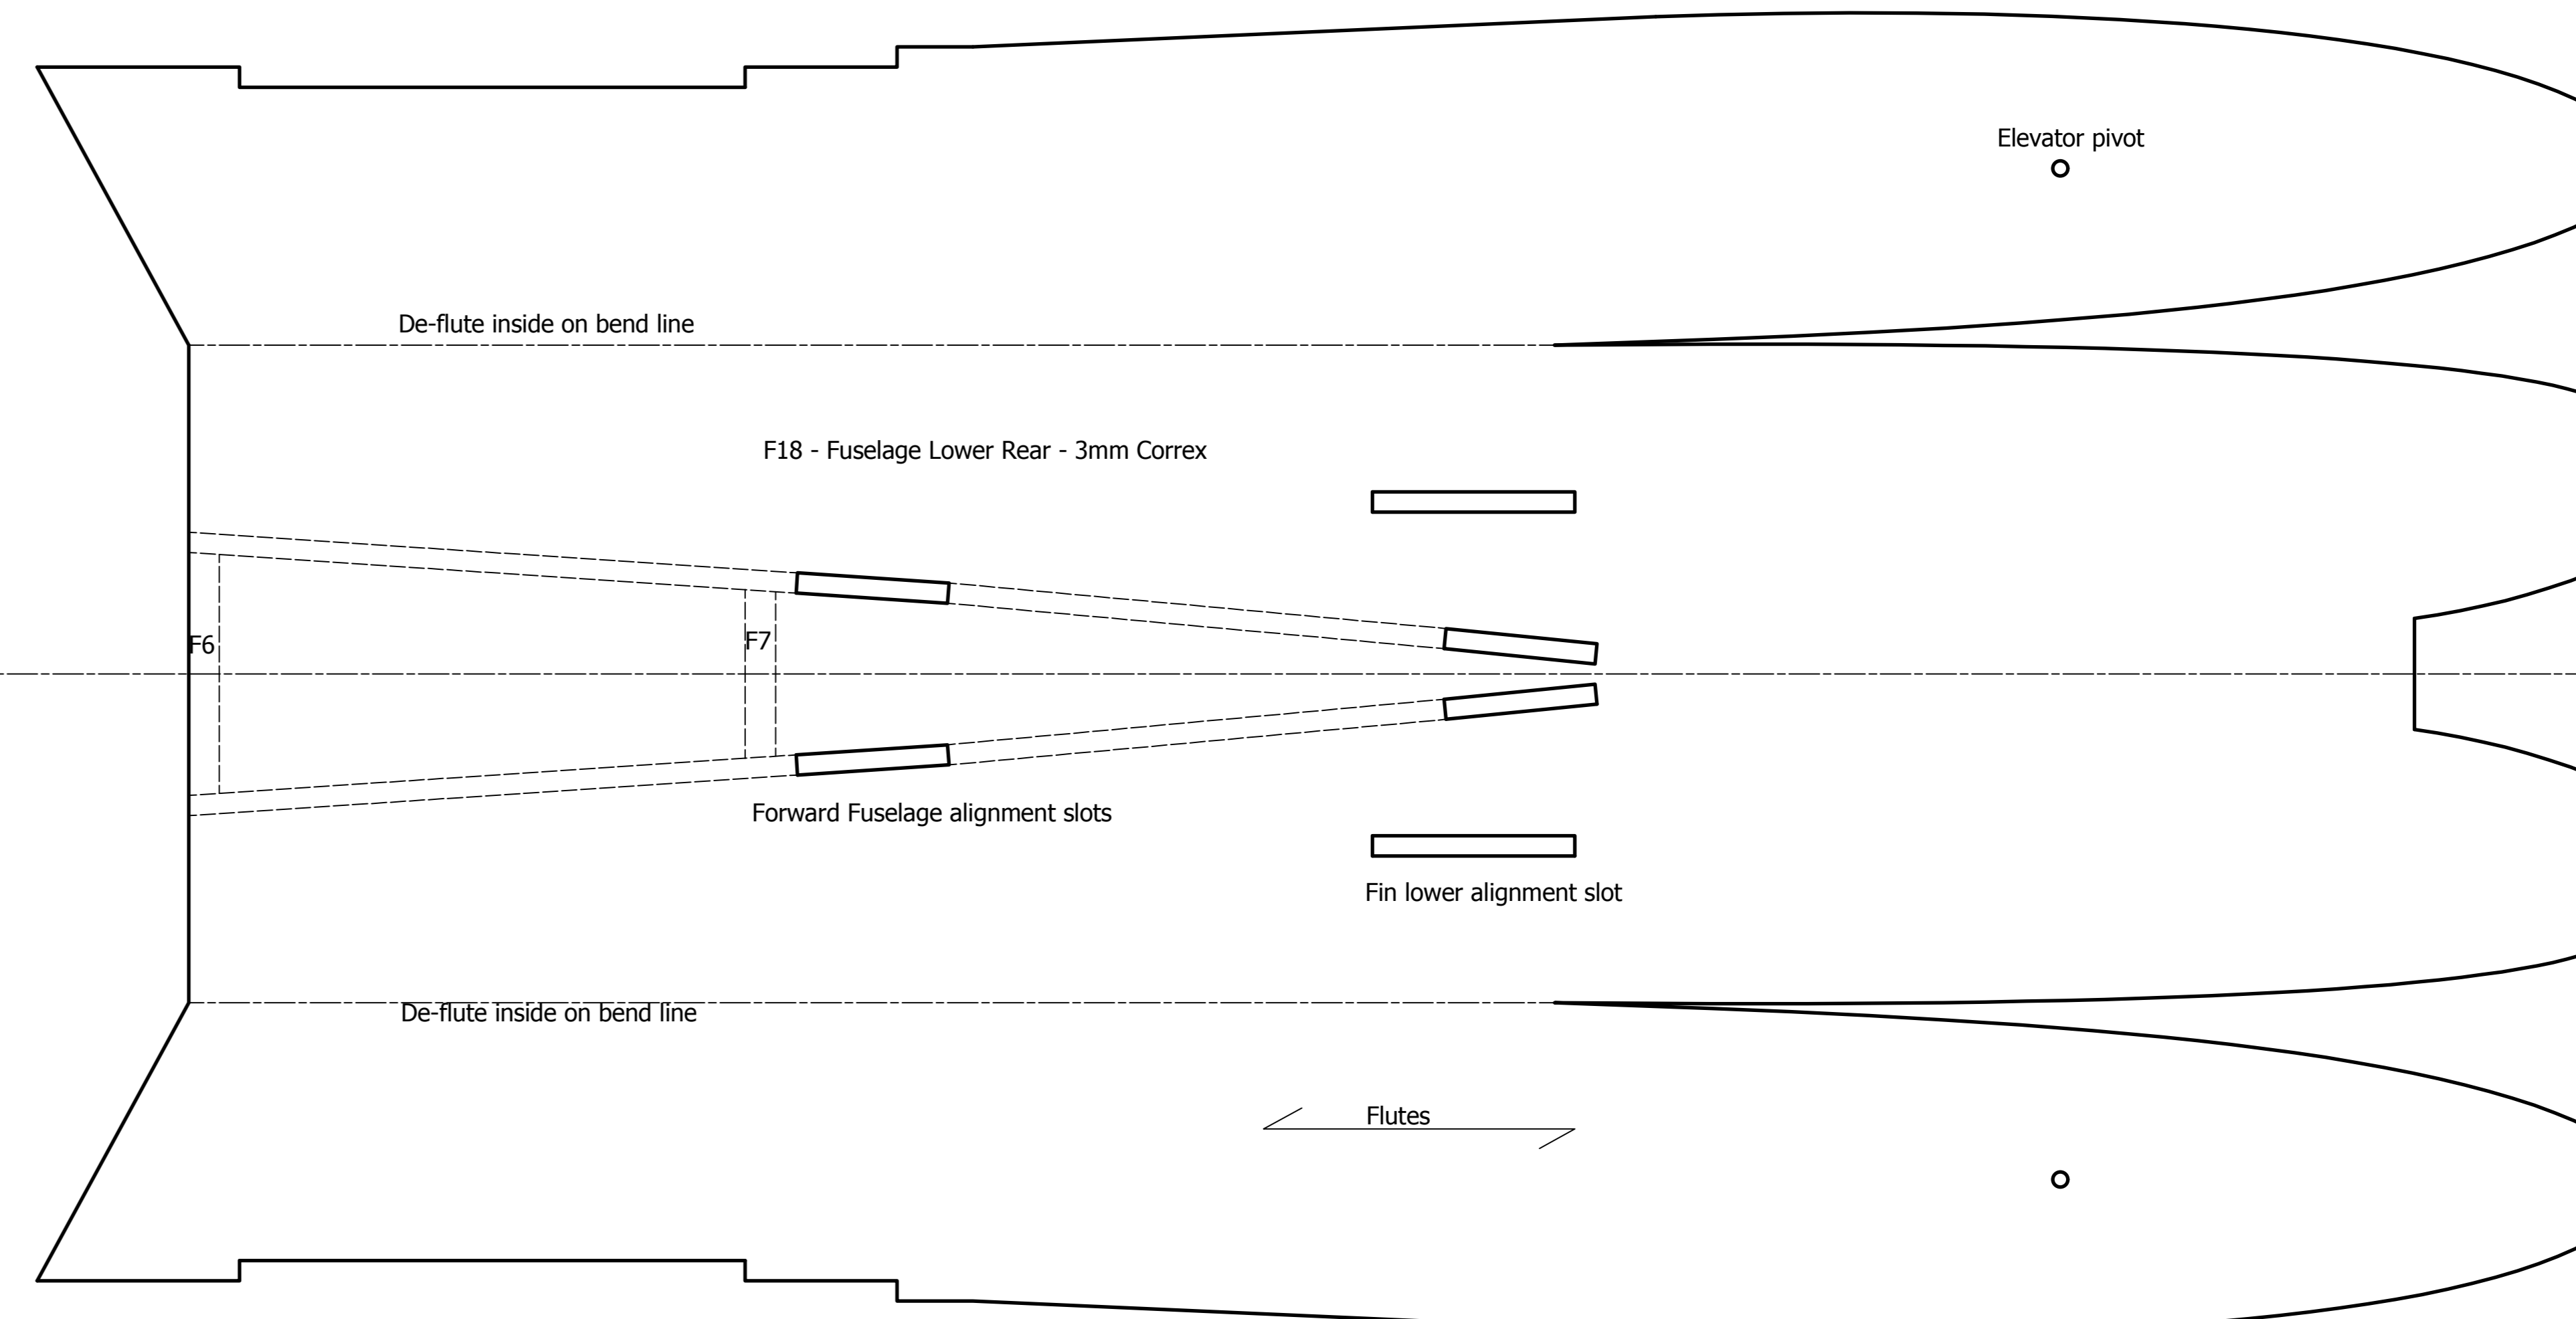 Elevator pivot
De-flute inside on bend line
F18 - Fuselage Lower Rear - 3mm Correx
F6
F7
Forward Fuselage alignment slots
Fin lower alignment slot
De-flute inside on bend line
Flutes